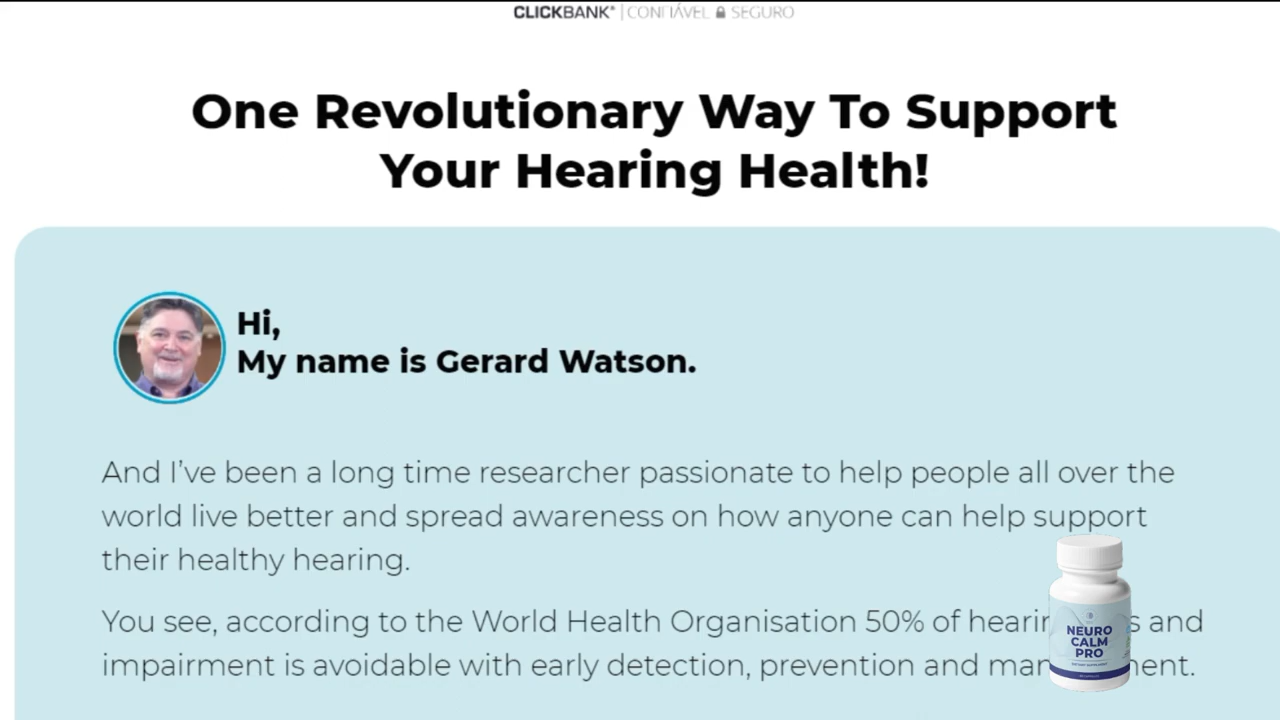 CLICKBANK® | CONFIÁVEL SEGURO
One Revolutionary Way To Support
Your Hearing Health!
Hi,
My name is Gerard Watson.
And I've been a long time researcher passionate to help people all over the
world live better and spread awareness on how anyone can help support
their healthy hearing.
You see, according to the World Health Organisation 50% of and
impairment is avoidable with early detection, prevention and
NEURO
CALM
PRO
DIETARY SUPPLEMENT